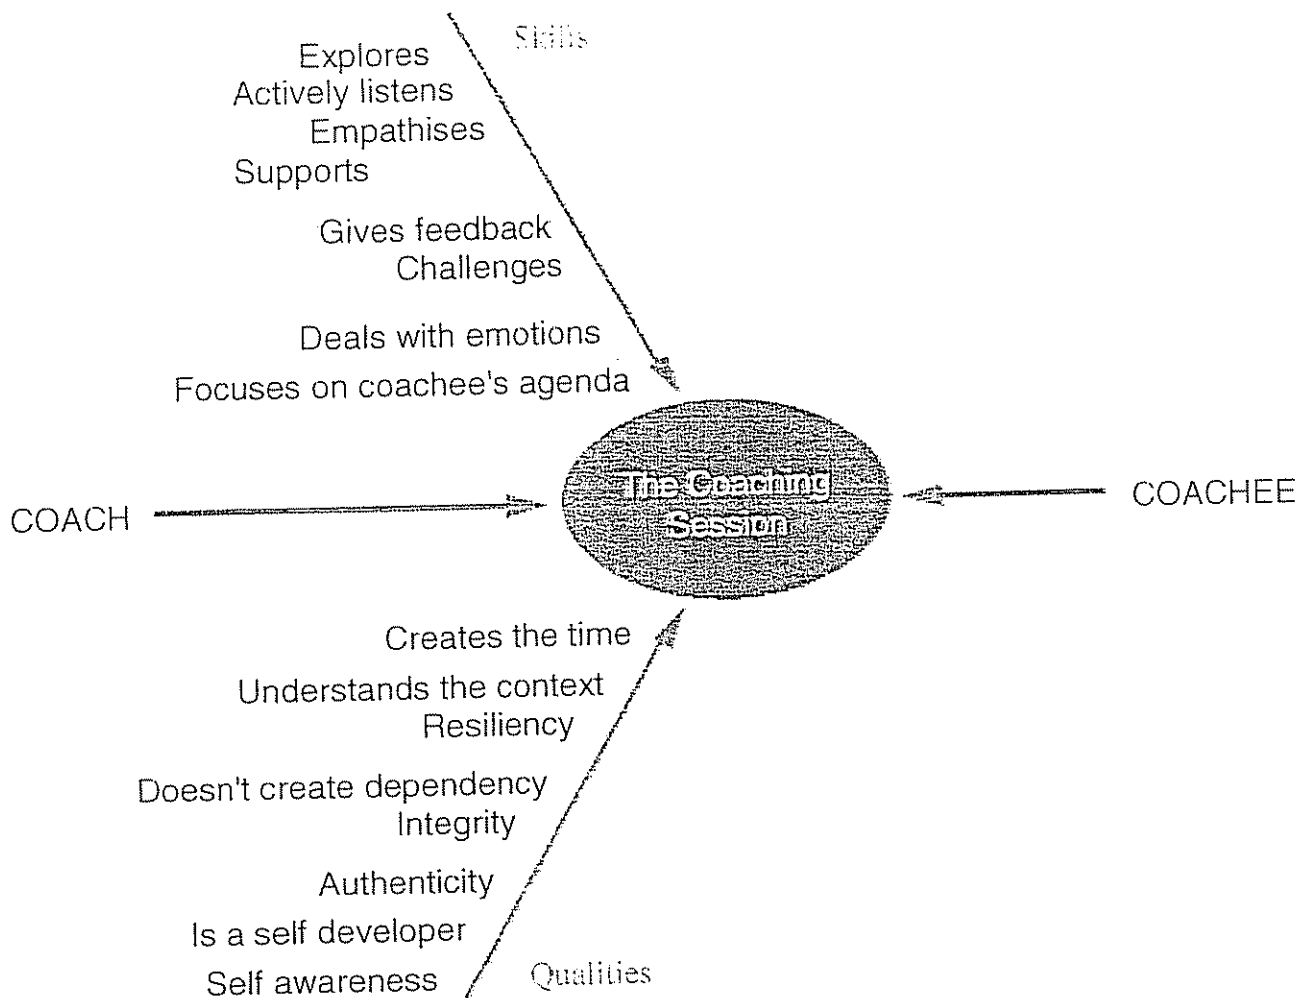 Skills
Explores
Actively listens
Empathises
Supports
Gives feedback
Challenges
Deals with emotions
Focuses on coachee's agenda
The Coaching
Session
COACH
COACHEE
Creates the time
Understands the context
Resiliency
Doesn't create dependency
Integrity
Authenticity
Is a self developer
Self awareness
Qualities